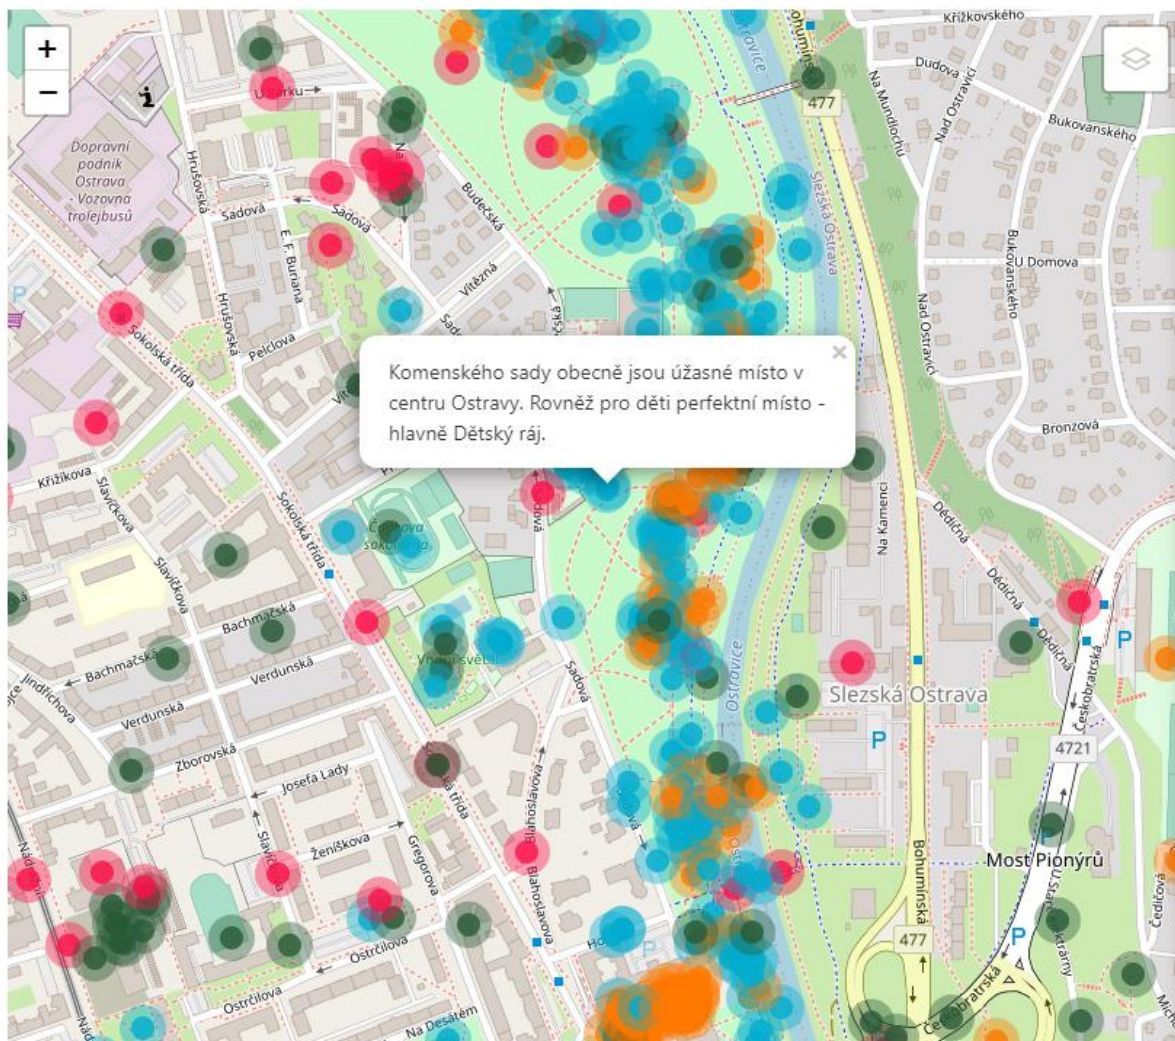 +
−
Křížkovského
Dudova
Bohumínská
Ostravice
477
Na Mundlochu
Nad Ostravicí
Bukovanského
U Parku
Dopravní
podnik
Ostrava
- Vozovna
trolejbusů
Hrušovská
Sadová
Sadová
Budečská
Slezská Ostrava
E. F. Buriana
Vítězná
U Domova
Bukovanského
P
Hrušovská
Pelclova
Nad Ostravicí
Sokolská třída
Komenského sady obecně jsou úžasné místo v
centru Ostravy. Rovněž pro děti perfektní místo -
hlavně Dětský ráj.
×
Bronzová
Křižíkova
Slavíčkova
Sokolská třída
Sadová
Na Kamenci
Dědičná
Slavíčkova
Dědičná
Bachmačská
Dědičná
P
Bachmačská
Verdunská
Ostravice
Jindřichova
Sadová
Slezská Ostrava
Českobratrská
Verdunská
P
Zborovská
4721
Josefa Lady
Blahoslavova
Slavíčkova
Ženíškova
Gregorova
Bohumínská
Most Pionýrů
Blahoslavova
Čedičová
Ostrčilova
P
477
P
Českobratrská
Ostrčilova
Na Desátém